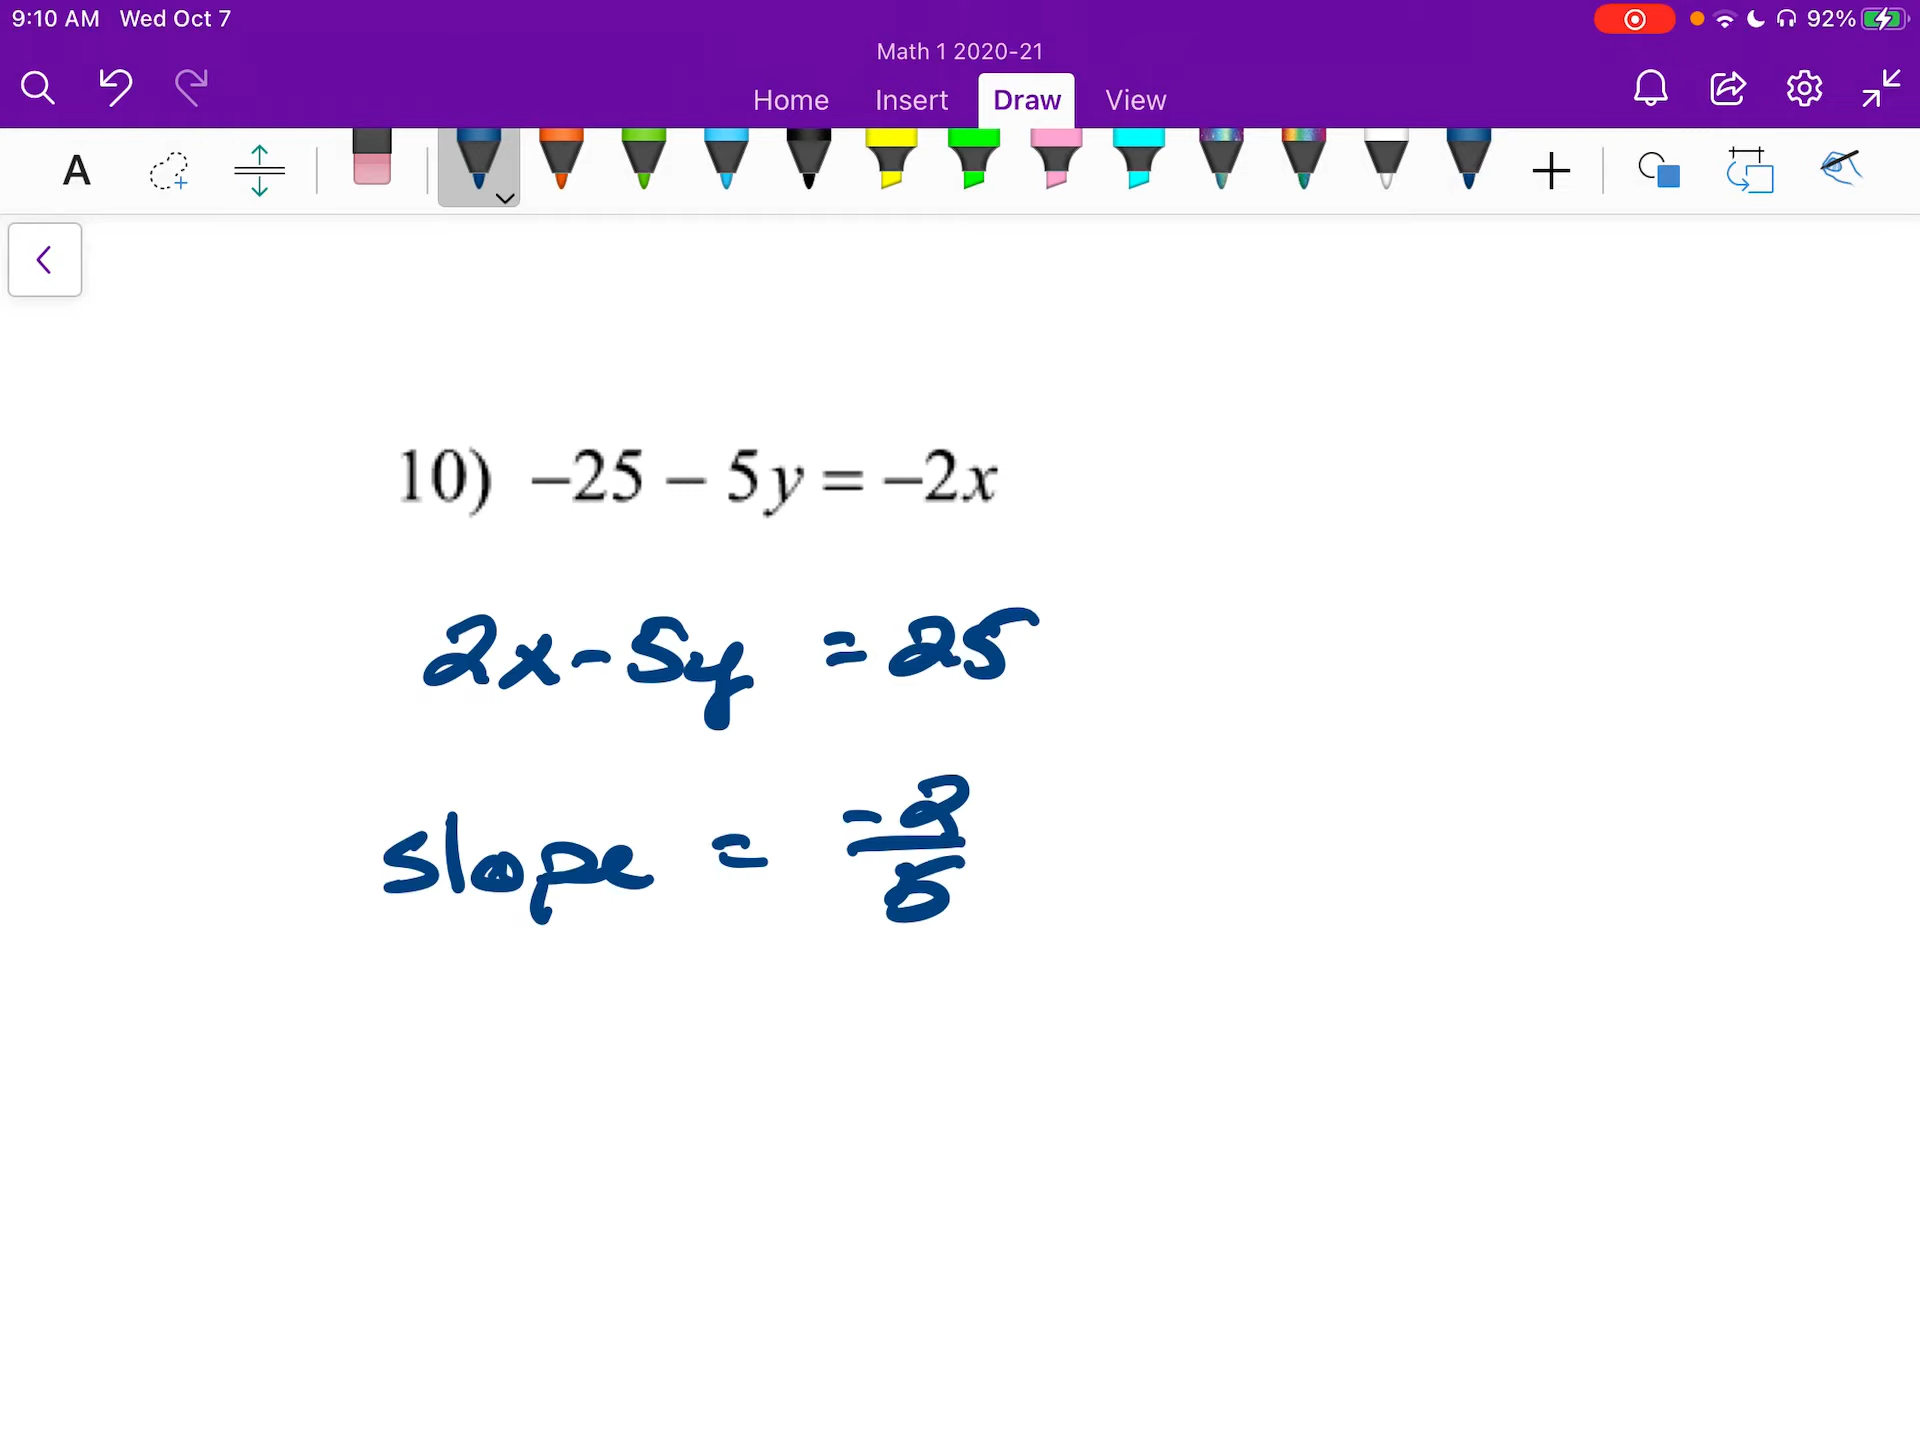 9:10 AM Wed Oct 7
92%
Math 1 2020-21
Home Insert Draw View
A
10) −25 − 5y = −2x
2x - 5y = 25
slope = -2/5